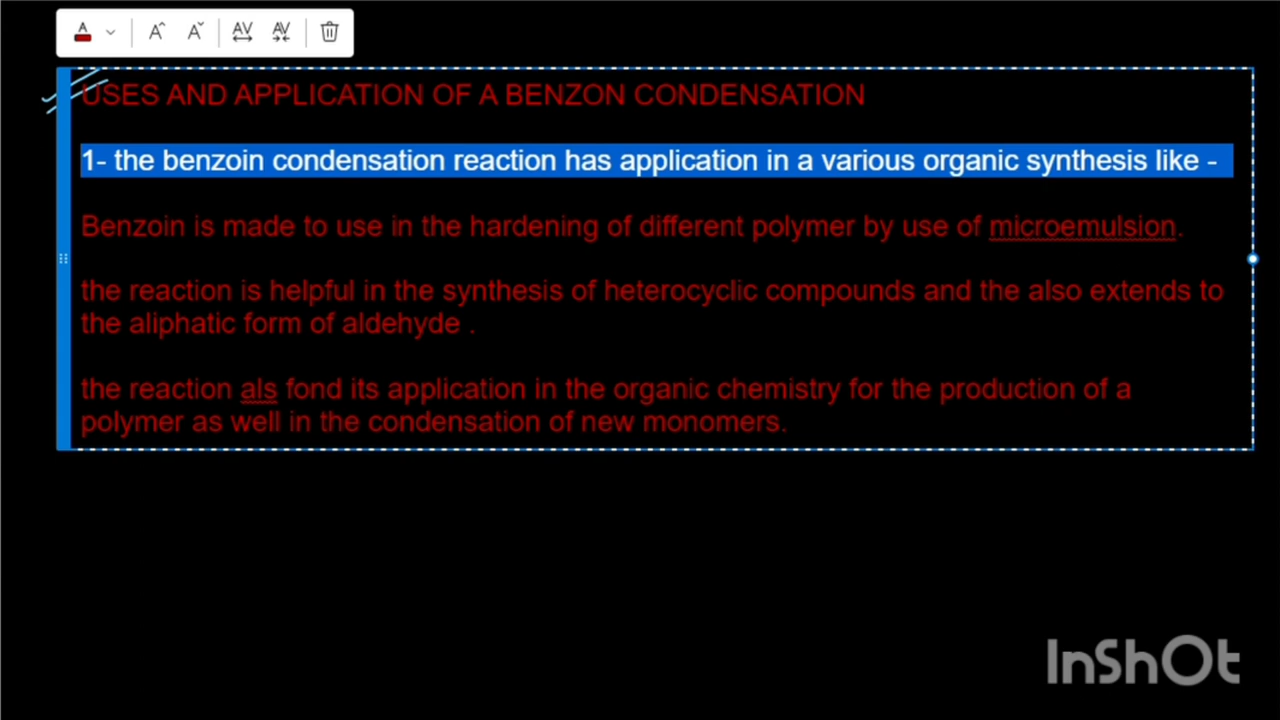 A A A AV AV
USES AND APPLICATION OF A BENZON CONDENSATION
1- the benzoin condensation reaction has application in a various organic synthesis like -
Benzoin is made to use in the hardening of different polymer by use of microemulsion.
the reaction is helpful in the synthesis of heterocyclic compounds and the also extends to
the aliphatic form of aldehyde .
the reaction als fond its application in the organic chemistry for the production of a
polymer as well in the condensation of new monomers.
InShOt